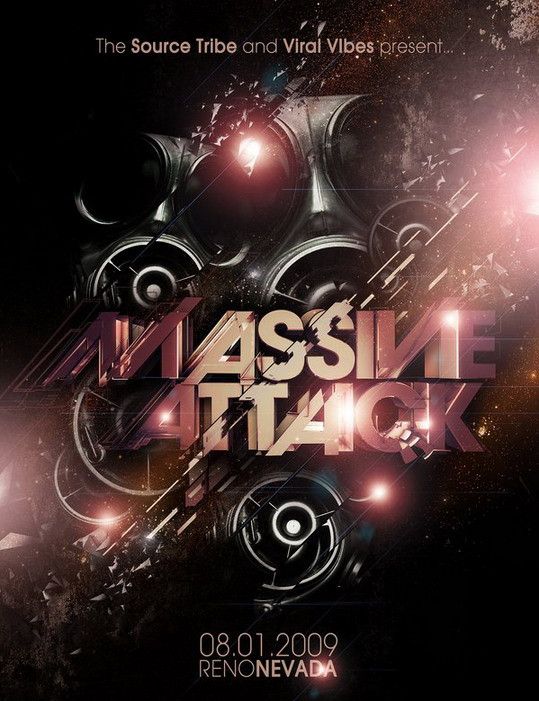 The Source Tribe and Viral Vibes present...
MASSIVE
ATTACK
08.01.2009
RENONEVADA